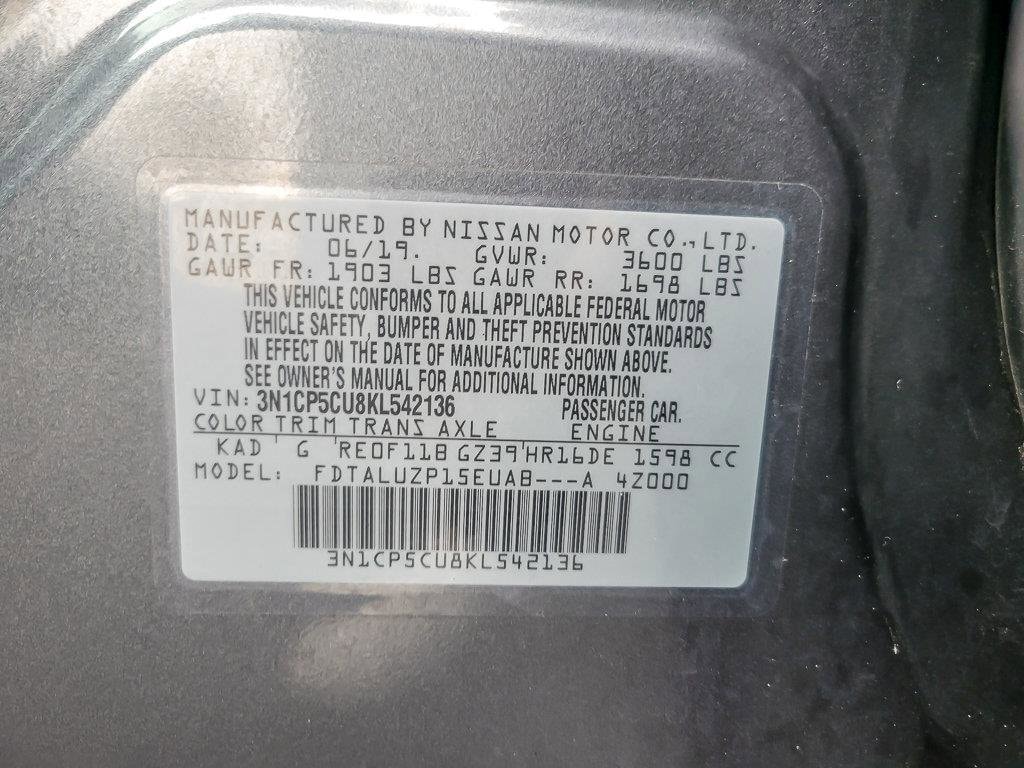 MANUFACTURED BY NISSAN MOTOR CO., LTD.
DATE: 06/19. GVWR: 3600 LBS
GAWR FR: 1903 LBS GAWR RR: 1698 LBS
THIS VEHICLE CONFORMS TO ALL APPLICABLE FEDERAL MOTOR
VEHICLE SAFETY, BUMPER AND THEFT PREVENTION STANDARDS
IN EFFECT ON THE DATE OF MANUFACTURE SHOWN ABOVE.
SEE OWNER'S MANUAL FOR ADDITIONAL INFORMATION.
VIN: 3N1CP5CU8KL542136 PASSENGER CAR.
COLOR TRIM TRANS AXLE ENGINE
KAD G RE0F11B GZ39 HR16DE 1598 CC
MODEL: FDTALUZP15EUAB---A 4Z000
3N1CP5CU8KL542136